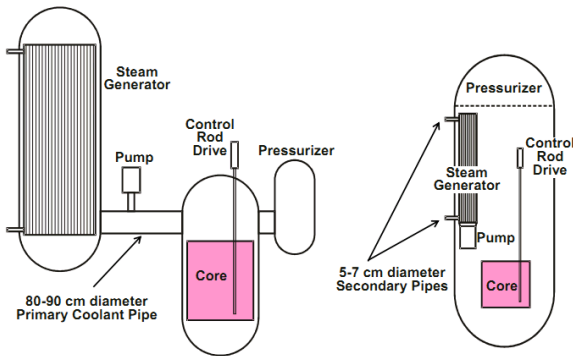 Steam
Generator
Pump
Control
Rod
Drive
Pressurizer
Core
80-90 cm diameter
Primary Coolant Pipe
Pressurizer
Control
Rod
Drive
Steam
Generator
Pump
Core
5-7 cm diameter
Secondary Pipes